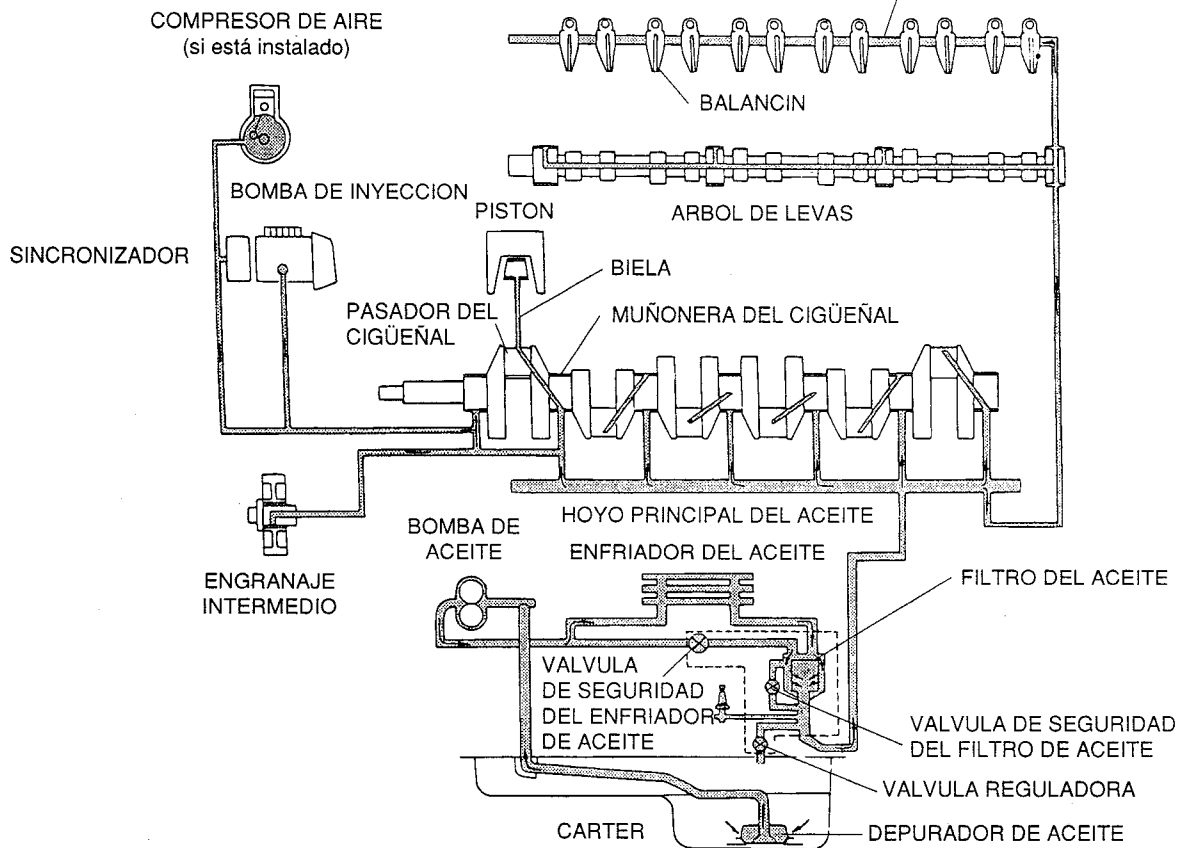 COMPRESOR DE AIRE
(si está instalado)
BALANCIN
BOMBA DE INYECCION
PISTON
ARBOL DE LEVAS
SINCRONIZADOR
BIELA
PASADOR DEL
CIGÜEÑAL
MUÑONERA DEL CIGÜEÑAL
HOYO PRINCIPAL DEL ACEITE
BOMBA DE
ACEITE
ENFRIADOR DEL ACEITE
ENGRANAJE
INTERMEDIO
FILTRO DEL ACEITE
VALVULA
DE SEGURIDAD
DEL ENFRIADOR
DE ACEITE
VALVULA DE SEGURIDAD
DEL FILTRO DE ACEITE
VALVULA REGULADORA
CARTER
DEPURADOR DE ACEITE